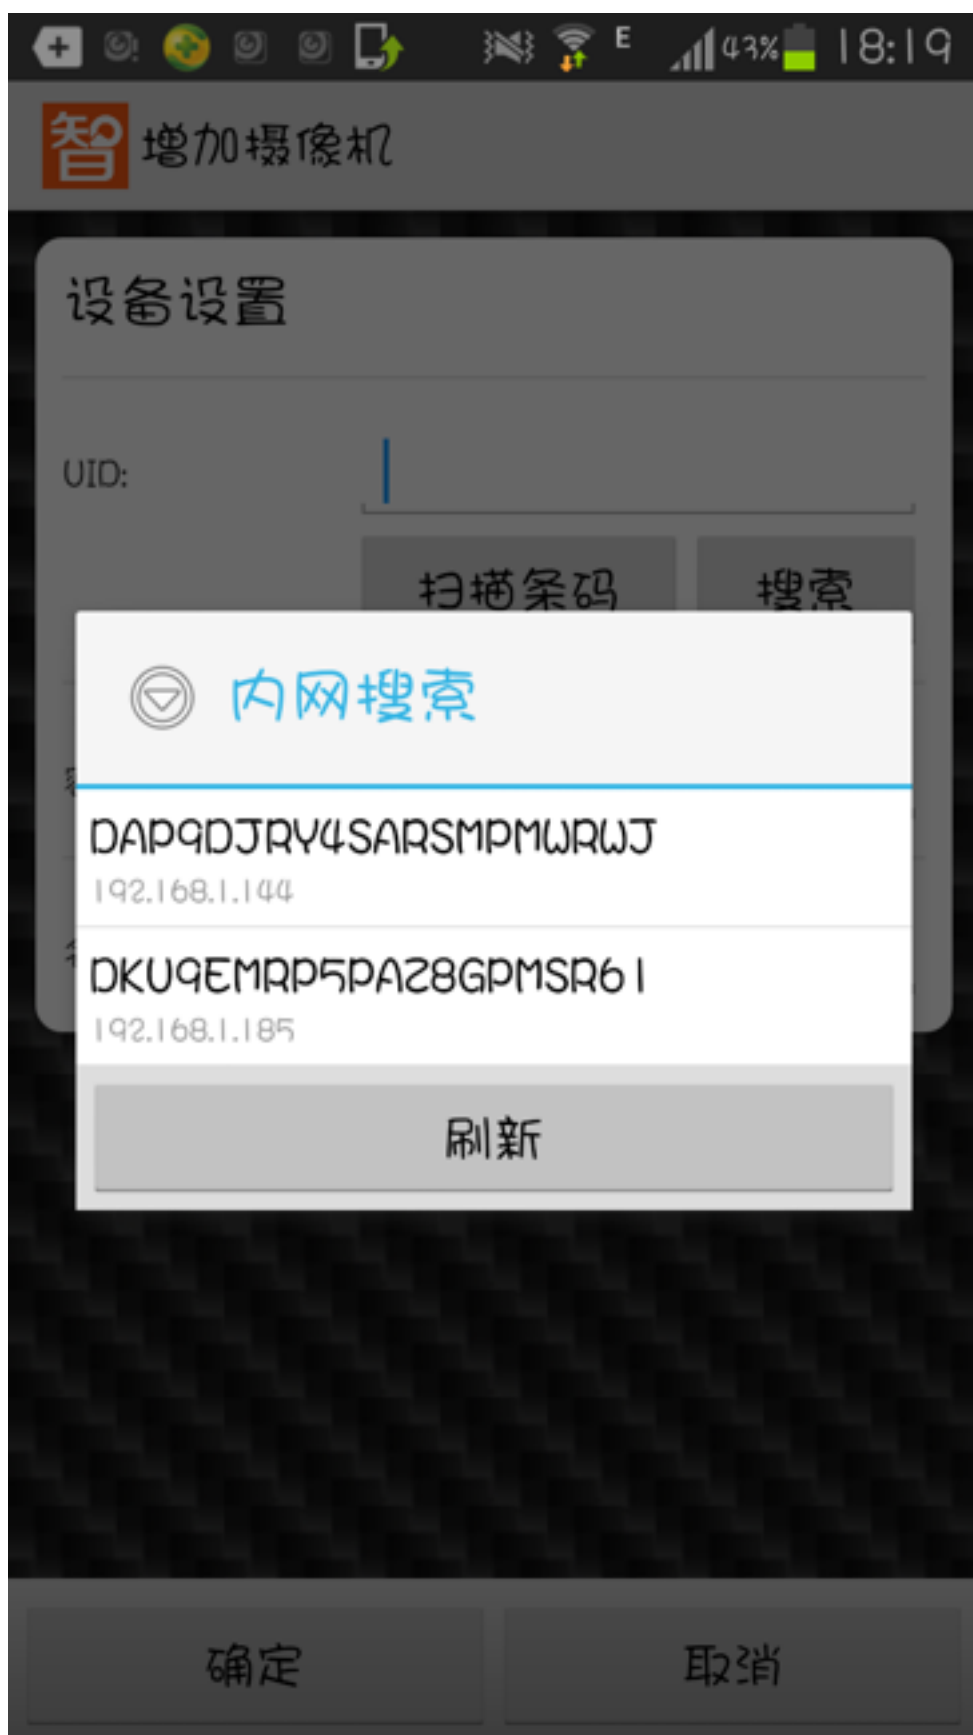 E 43% 18:19
智 增加摄像机
设备设置
UID:
扫描条码 搜索
内网搜索
DAP9DJRY4SARSMPMWRWJ
192.168.1.144
DKU9EMRP5PAZ8GPMSR61
192.168.1.185
刷新
确定 取消